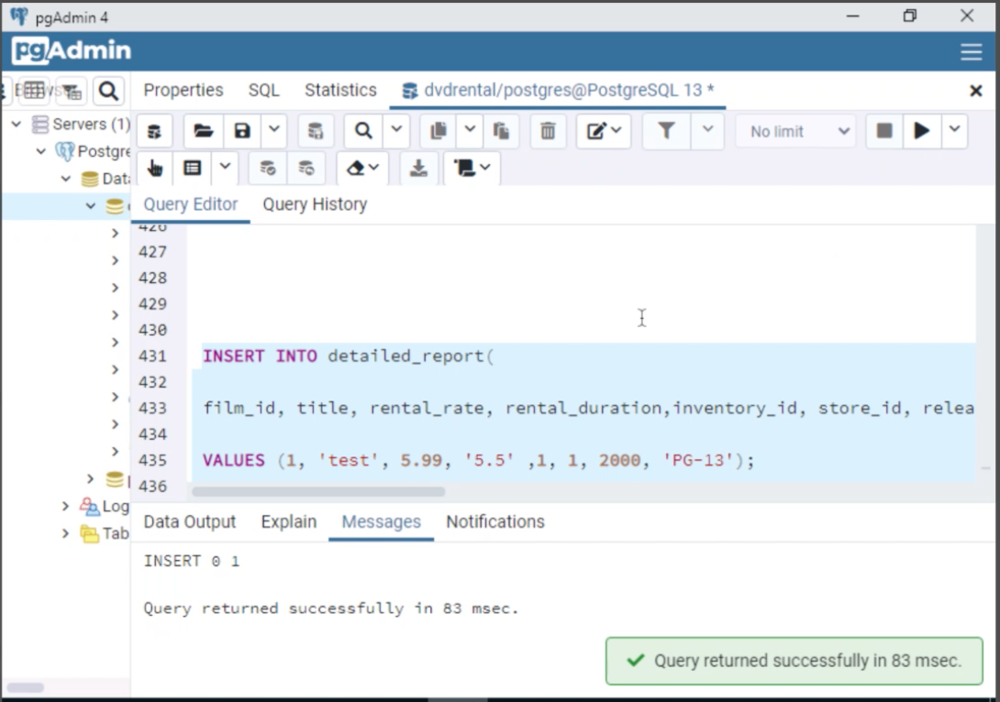 pgAdmin 4
pgAdmin
Properties SQL Statistics dvdrental/postgres@PostgreSQL 13 *
Servers (1)
Postgre
Data
No limit
Query Editor Query History
426
427
428
429
430
431 INSERT INTO detailed_report(
432
433 film_id, title, rental_rate, rental_duration,inventory_id, store_id, relea
434
435 VALUES (1, 'test', 5.99, '5.5' ,1, 1, 2000, 'PG-13');
436
Log
Tab
Data Output Explain Messages Notifications
INSERT 0 1
Query returned successfully in 83 msec.
Query returned successfully in 83 msec.